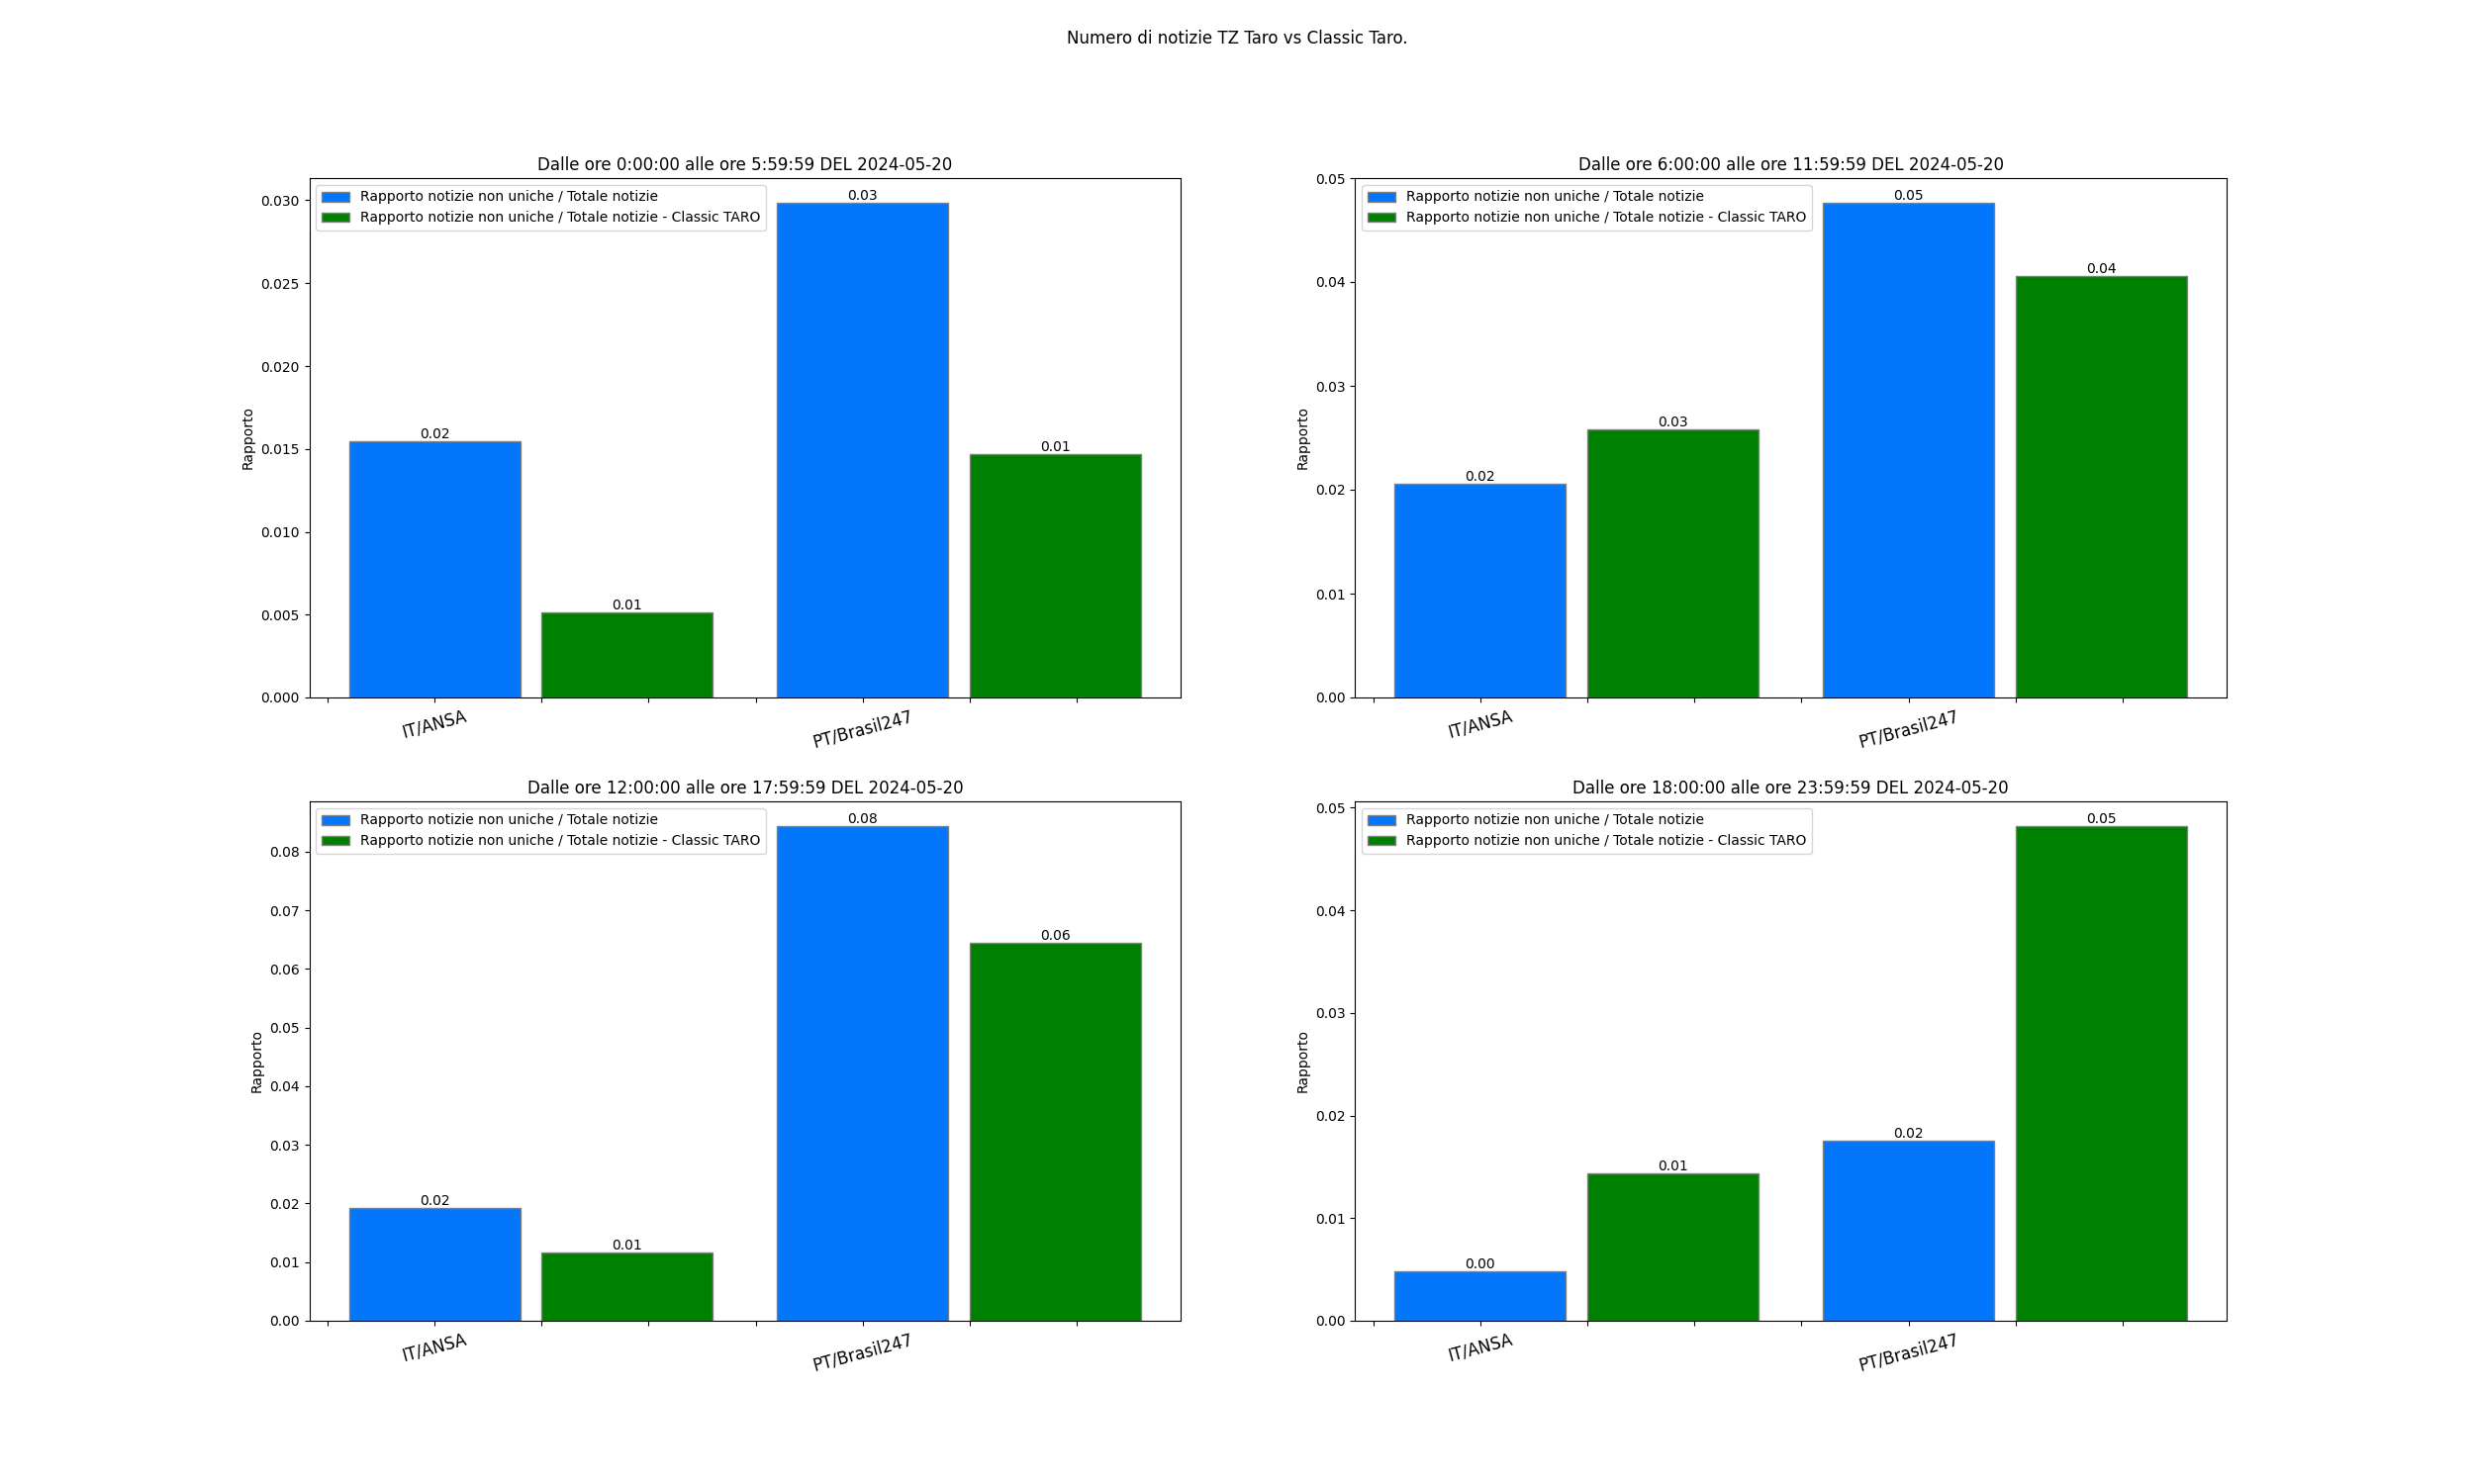 Numero di notizie TZ Taro vs Classic Taro.
Dalle ore 0:00:00 alle ore 5:59:59 DEL 2024-05-20
Rapporto notizie non uniche / Totale notizie
Rapporto notizie non uniche / Totale notizie - Classic TARO
Rapporto
0.030
0.025
0.020
0.015
0.010
0.005
0.000
0.02
0.01
0.03
0.01
IT/ANSA
PT/Brasil247
Dalle ore 6:00:00 alle ore 11:59:59 DEL 2024-05-20
Rapporto notizie non uniche / Totale notizie
Rapporto notizie non uniche / Totale notizie - Classic TARO
Rapporto
0.05
0.04
0.03
0.02
0.01
0.00
0.02
0.03
0.05
0.04
IT/ANSA
PT/Brasil247
Dalle ore 12:00:00 alle ore 17:59:59 DEL 2024-05-20
Rapporto notizie non uniche / Totale notizie
Rapporto notizie non uniche / Totale notizie - Classic TARO
Rapporto
0.08
0.07
0.06
0.05
0.04
0.03
0.02
0.01
0.00
0.02
0.01
0.08
0.06
IT/ANSA
PT/Brasil247
Dalle ore 18:00:00 alle ore 23:59:59 DEL 2024-05-20
Rapporto notizie non uniche / Totale notizie
Rapporto notizie non uniche / Totale notizie - Classic TARO
Rapporto
0.05
0.04
0.03
0.02
0.01
0.00
0.00
0.01
0.02
0.05
IT/ANSA
PT/Brasil247